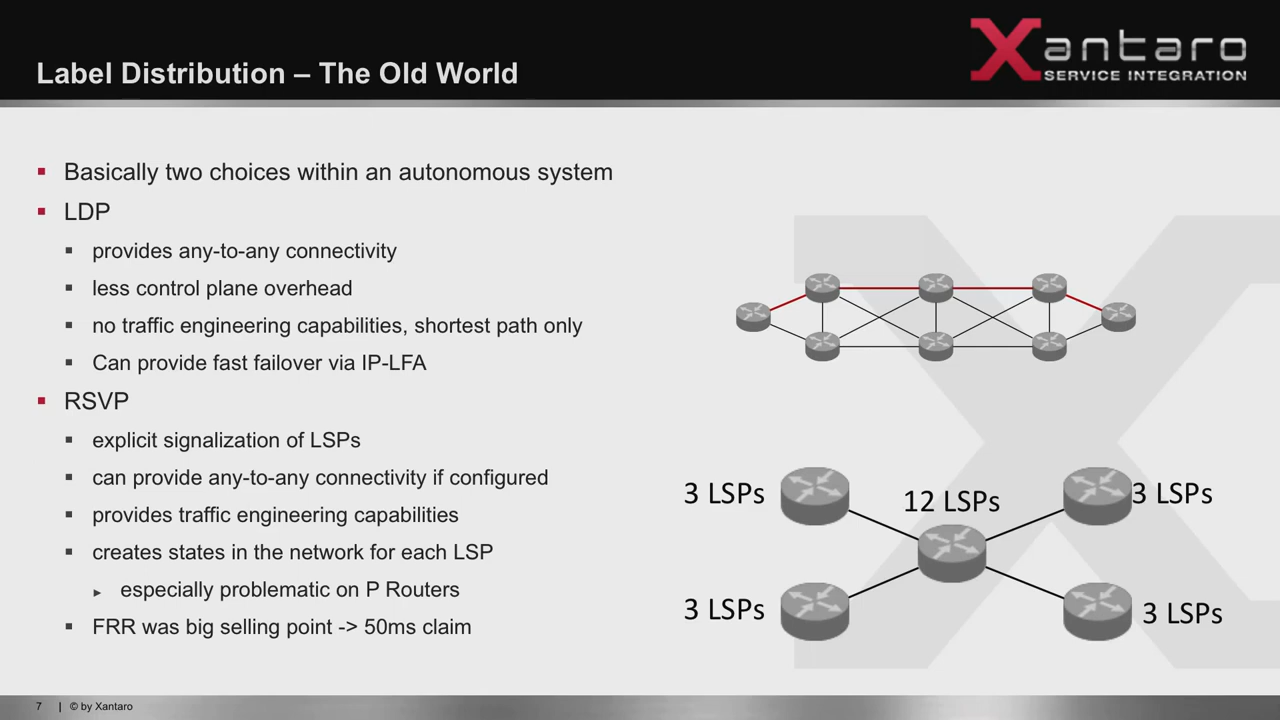 Label Distribution – The Old World
Xantaro
SERVICE INTEGRATION
Basically two choices within an autonomous system
LDP
provides any-to-any connectivity
less control plane overhead
no traffic engineering capabilities, shortest path only
Can provide fast failover via IP-LFA
RSVP
explicit signalization of LSPs
can provide any-to-any connectivity if configured
provides traffic engineering capabilities
creates states in the network for each LSP
especially problematic on P Routers
FRR was big selling point -> 50ms claim
3 LSPs
12 LSPs
3 LSPs
3 LSPs
3 LSPs
7 | © by Xantaro